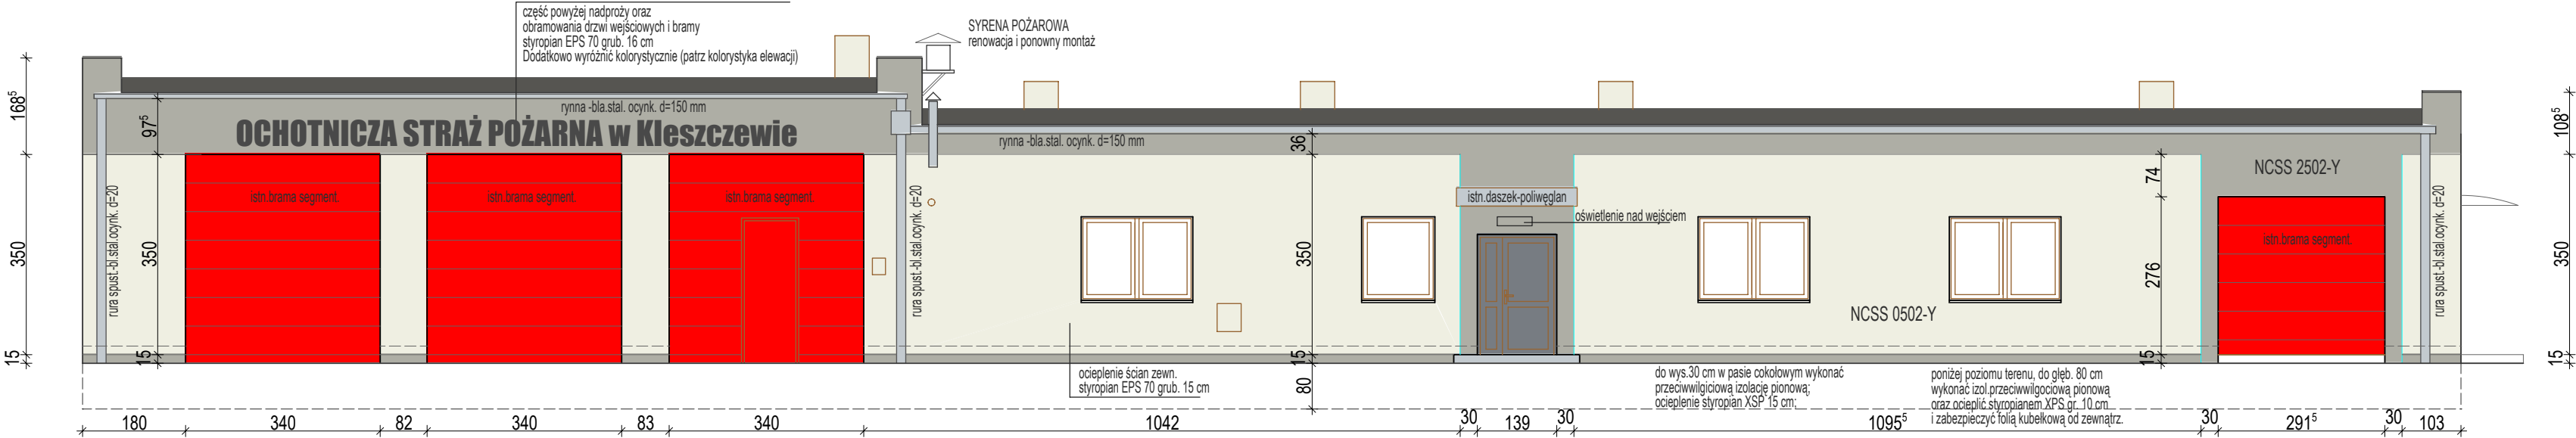 część powyżej nadproży oraz
obramowania drzwi wejściowych i bramy
styropian EPS 70 grub. 16 cm
Dodatkowo wyróżnić kolorystycznie (patrz kolorystyka elewacji)
SYRENA POŻAROWA
renowacja i ponowny montaż
rynna -bla.stal. ocynk. d=150 mm
OCHOTNICZA STRAŻ POŻARNA w Kleszczewie
rynna -bla.stal. ocynk. d=150 mm
168⁵
97⁵
36
74
108⁵
NCSS 2502-Y
istn.brama segment.
istn.brama segment.
istn.brama segment.
istn.daszek-poliwęglan
oświetlenie nad wejściem
istn.brama segment.
rura spust.-bl.stal.ocynk. d=20
rura spust.-bl.stal.ocynk. d=20
rura spust.-bl.stal.ocynk. d=20
350
350
350
276
350
NCSS 0502-Y
15
15
15
15
15
80
ocieplenie ścian zewn.
styropian EPS 70 grub. 15 cm
do wys.30 cm w pasie cokołowym wykonać
przeciwwilgiciową izolację pionową;
ocieplenie styropian XSP 15 cm;
poniżej poziomu terenu, do głęb. 80 cm
wykonać izol.przeciwwilgociową pionową
oraz ocieplić styropianem XPS gr. 10 cm
i zabezpieczyć folią kubełkową od zewnątrz.
180
340
82
340
83
340
1042
30
139
30
1095⁵
30
291⁵
30
103